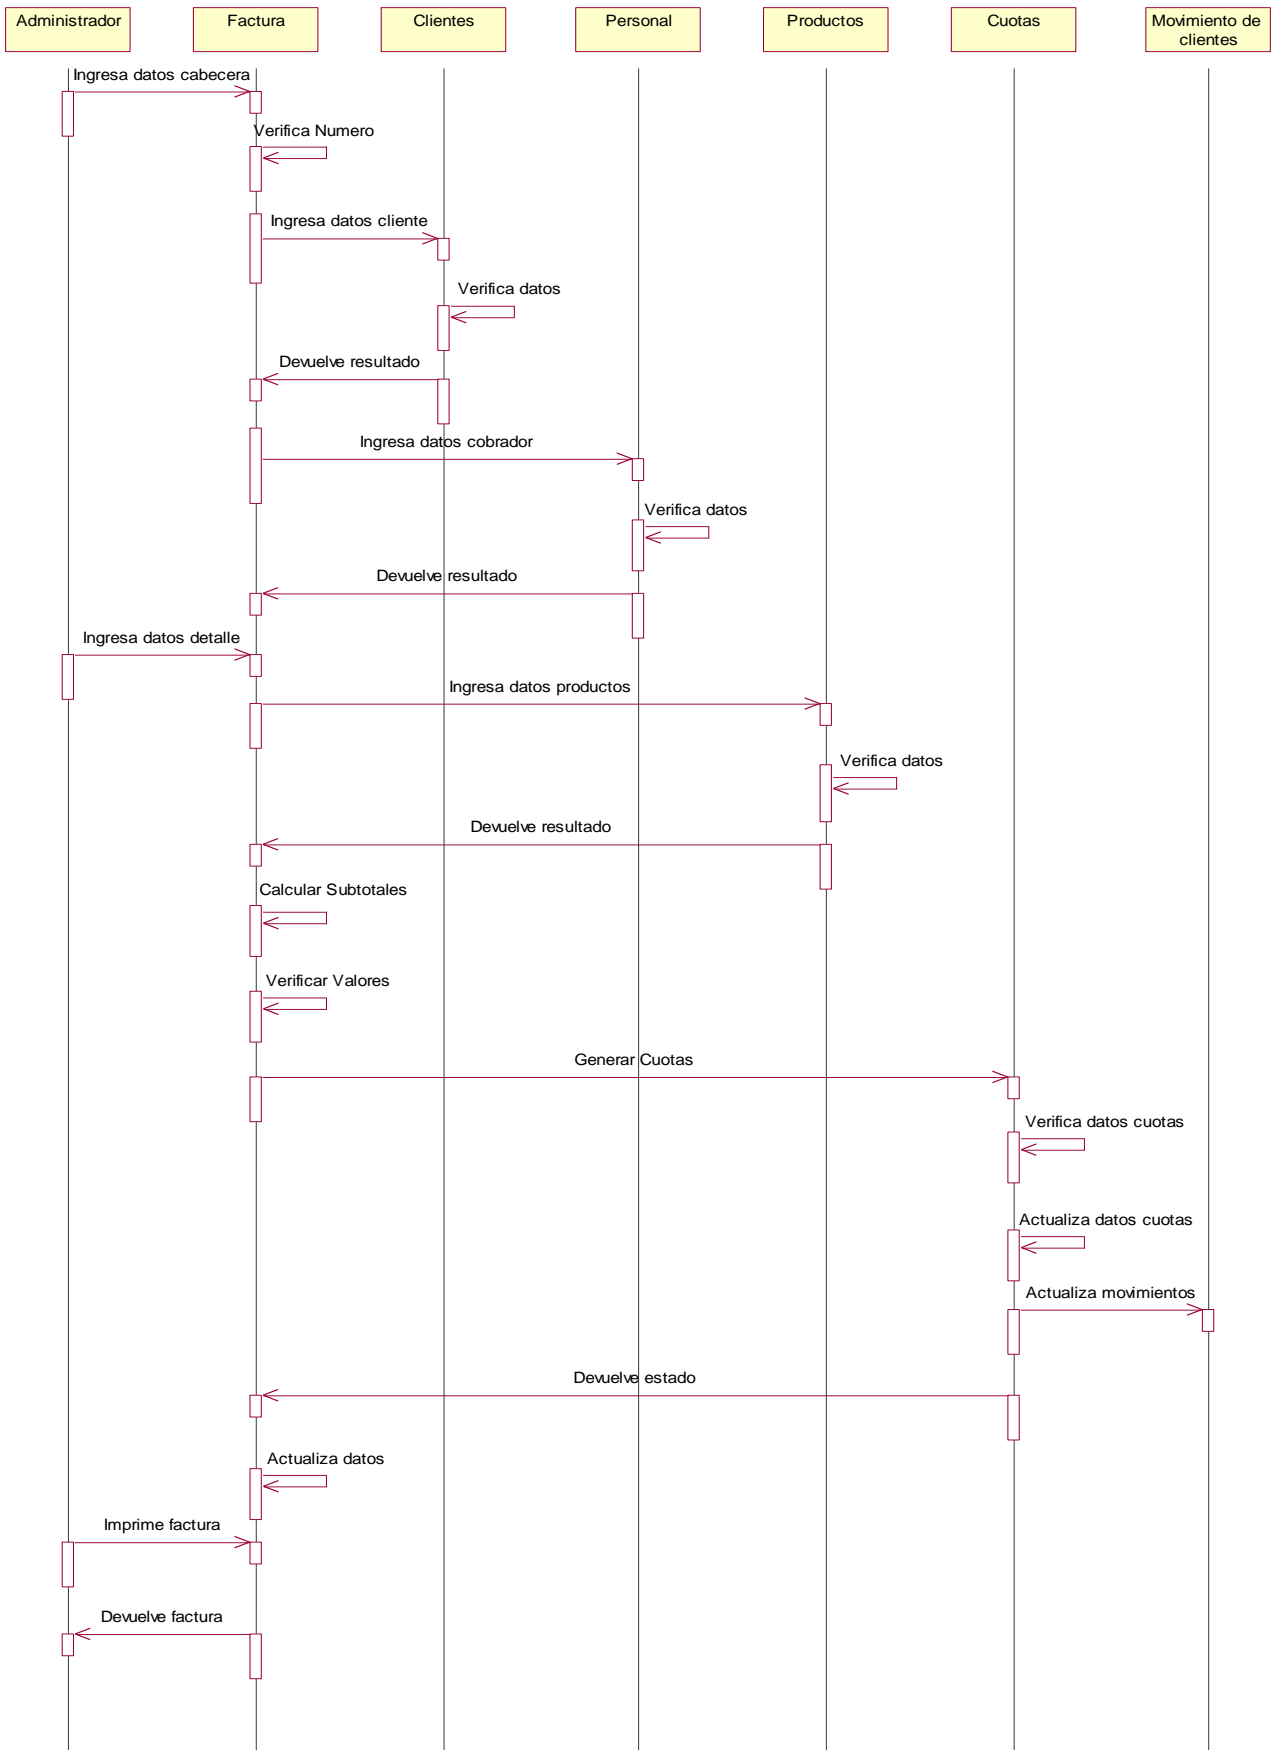 Administrador
Factura
Clientes
Personal
Productos
Cuotas
Movimiento de
clientes
Ingresa datos cabecera
Verifica Numero
Ingresa datos cliente
Verifica datos
Devuelve resultado
Ingresa datos cobrador
Verifica datos
Devuelve resultado
Ingresa datos detalle
Ingresa datos productos
Verifica datos
Devuelve resultado
Calcular Subtotales
Verificar Valores
Generar Cuotas
Verifica datos cuotas
Actualiza datos cuotas
Actualiza movimientos
Devuelve estado
Actualiza datos
Imprime factura
Devuelve factura